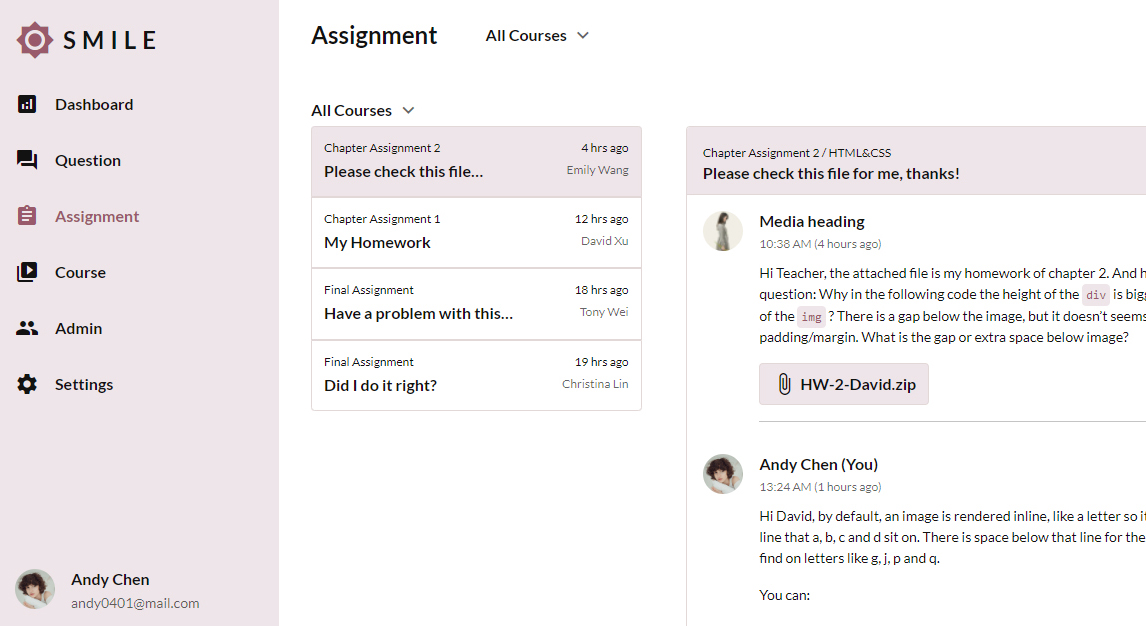 SMILE
Dashboard
Question
Assignment
Course
Admin
Settings
Andy Chen
andy0401@mail.com
Assignment All Courses
All Courses
Chapter Assignment 2 4 hrs ago
Please check this file... Emily Wang
Chapter Assignment 1 12 hrs ago
My Homework David Xu
Final Assignment 18 hrs ago
Have a problem with this... Tony Wei
Final Assignment 19 hrs ago
Did I do it right? Christina Lin
Chapter Assignment 2 / HTML&CSS
Please check this file for me, thanks!
Media heading
10:38 AM (4 hours ago)
Hi Teacher, the attached file is my homework of chapter 2. And h
question: Why in the following code the height of the div is bigg
of the img ? There is a gap below the image, but it doesn't seems
padding/margin. What is the gap or extra space below image?
HW-2-David.zip
Andy Chen (You)
13:24 AM (1 hours ago)
Hi David, by default, an image is rendered inline, like a letter so it
line that a, b, c and d sit on. There is space below that line for the
find on letters like g, j, p and q.
You can: